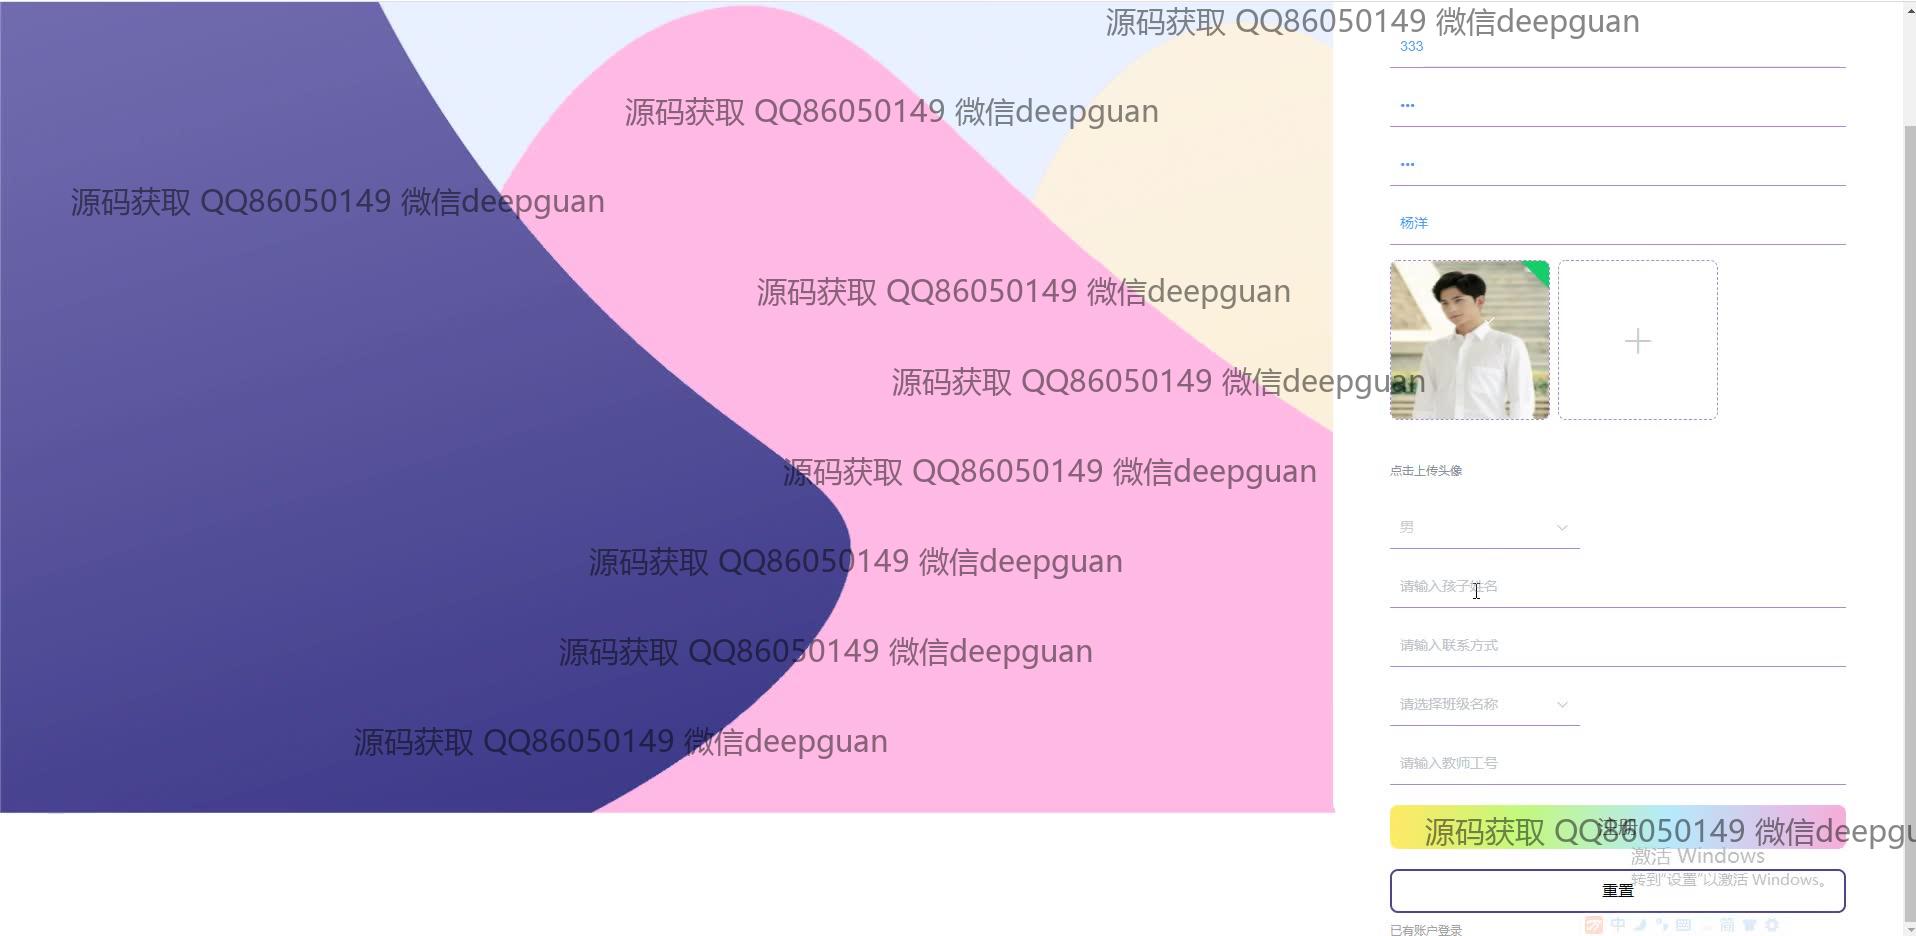 源码获取 QQ86050149 微信deepguan
333
•••
源码获取 QQ86050149 微信deepguan
•••
源码获取 QQ86050149 微信deepguan
杨洋
源码获取 QQ86050149 微信deepguan
源码获取 QQ86050149 微信deepguan
点击上传头像
源码获取 QQ86050149 微信deepguan
男
源码获取 QQ86050149 微信deepguan
请输入孩子姓名
请输入联系方式
源码获取 QQ86050149 微信deepguan
请选择班级名称
源码获取 QQ86050149 微信deepguan
请输入教师工号
注册
源码获取 QQ86050149 微信deepgu
激活 Windows
转到"设置"以激活 Windows。
重置
中 简
已有账户登录